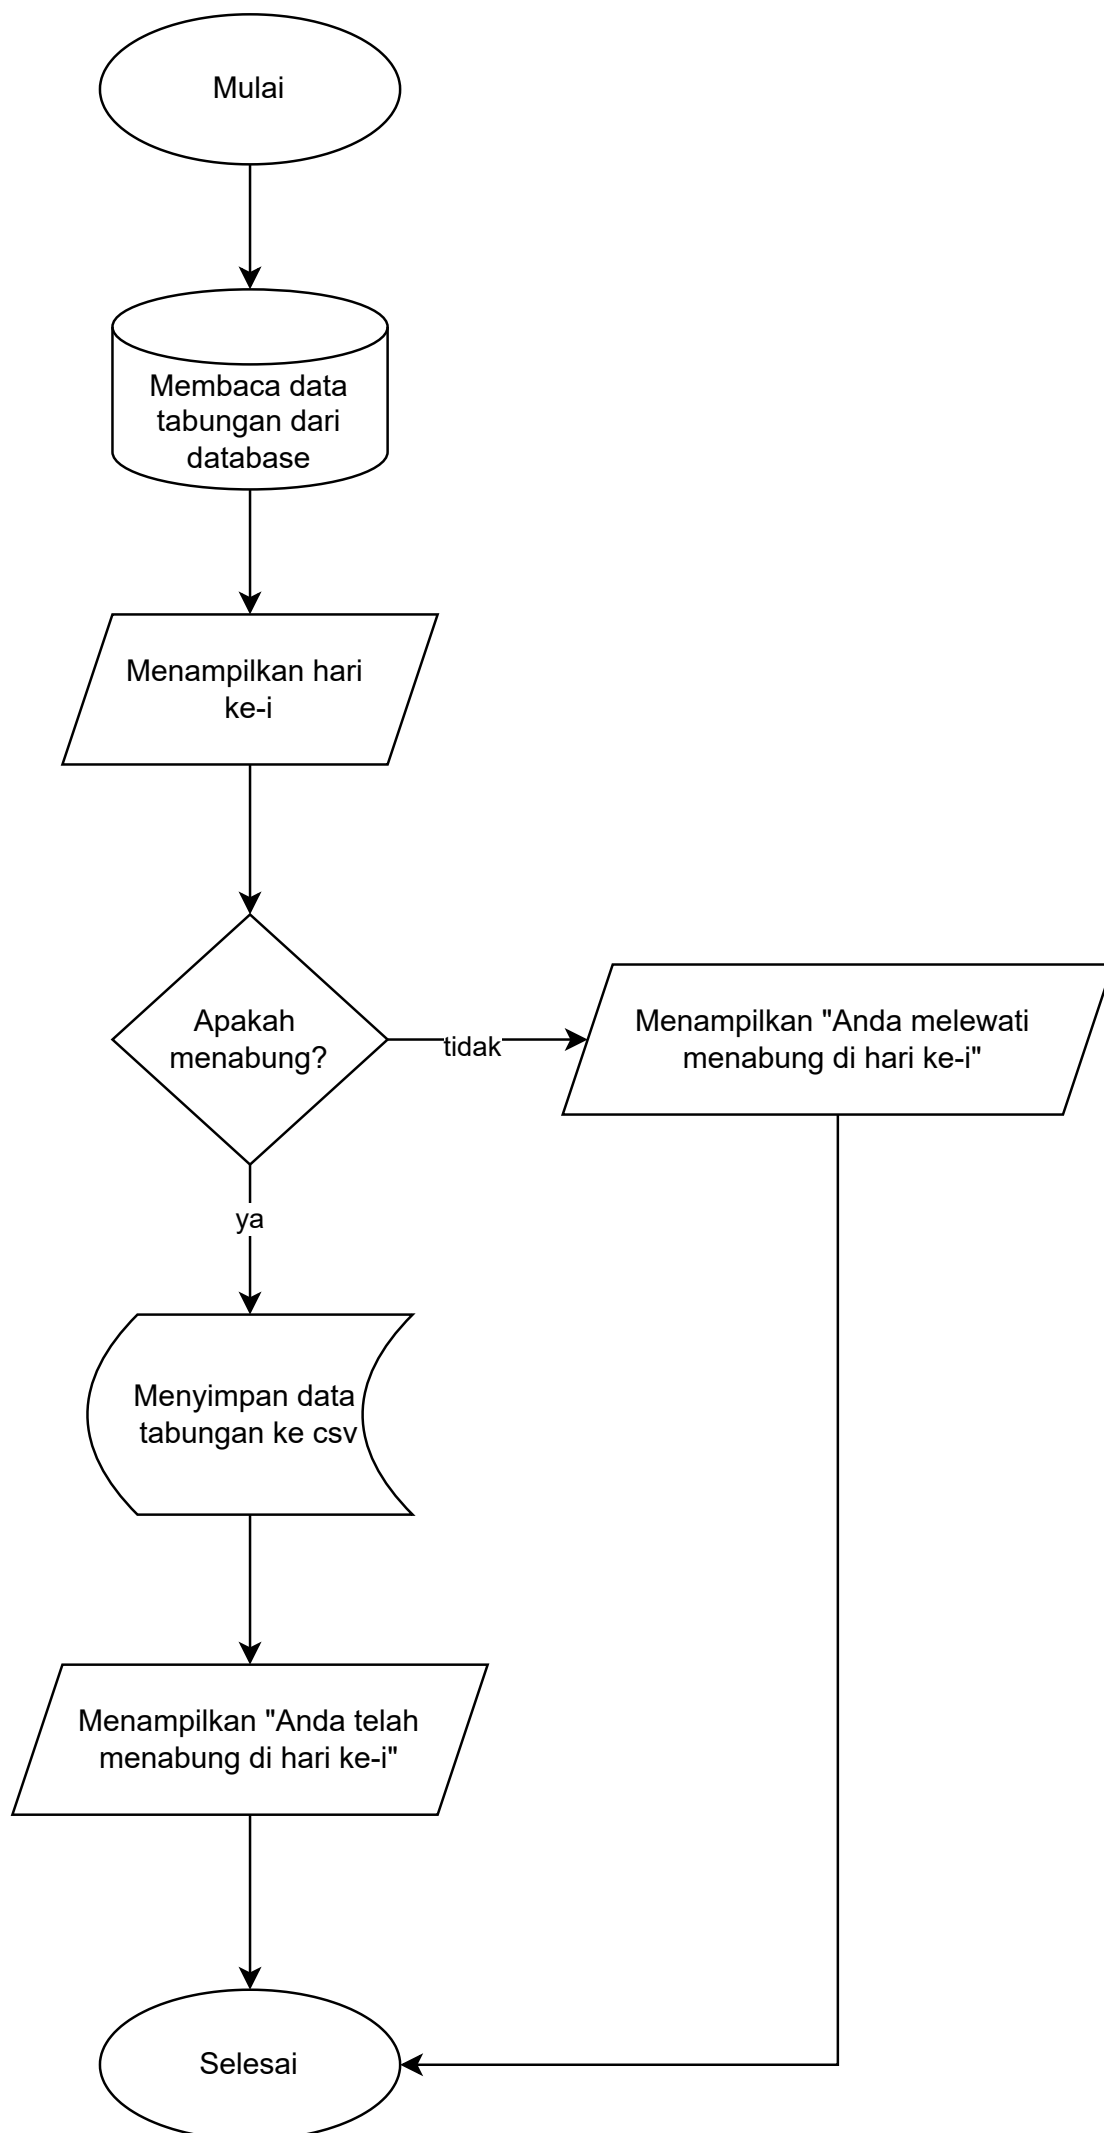 Mulai
Membaca data
tabungan dari
database
Menampilkan hari
ke-i
Apakah
menabung?
tidak
Menampilkan "Anda melewati
menabung di hari ke-i"
ya
Menyimpan data
tabungan ke csv
Menampilkan "Anda telah
menabung di hari ke-i"
Selesai